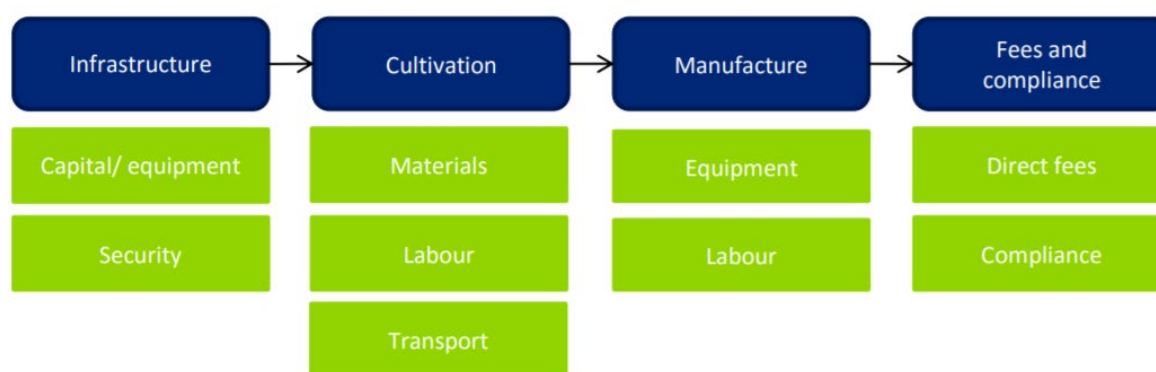 Infrastructure
Cultivation
Manufacture
Fees and
compliance
Capital/ equipment
Materials
Equipment
Direct fees
Security
Labour
Labour
Compliance
Transport